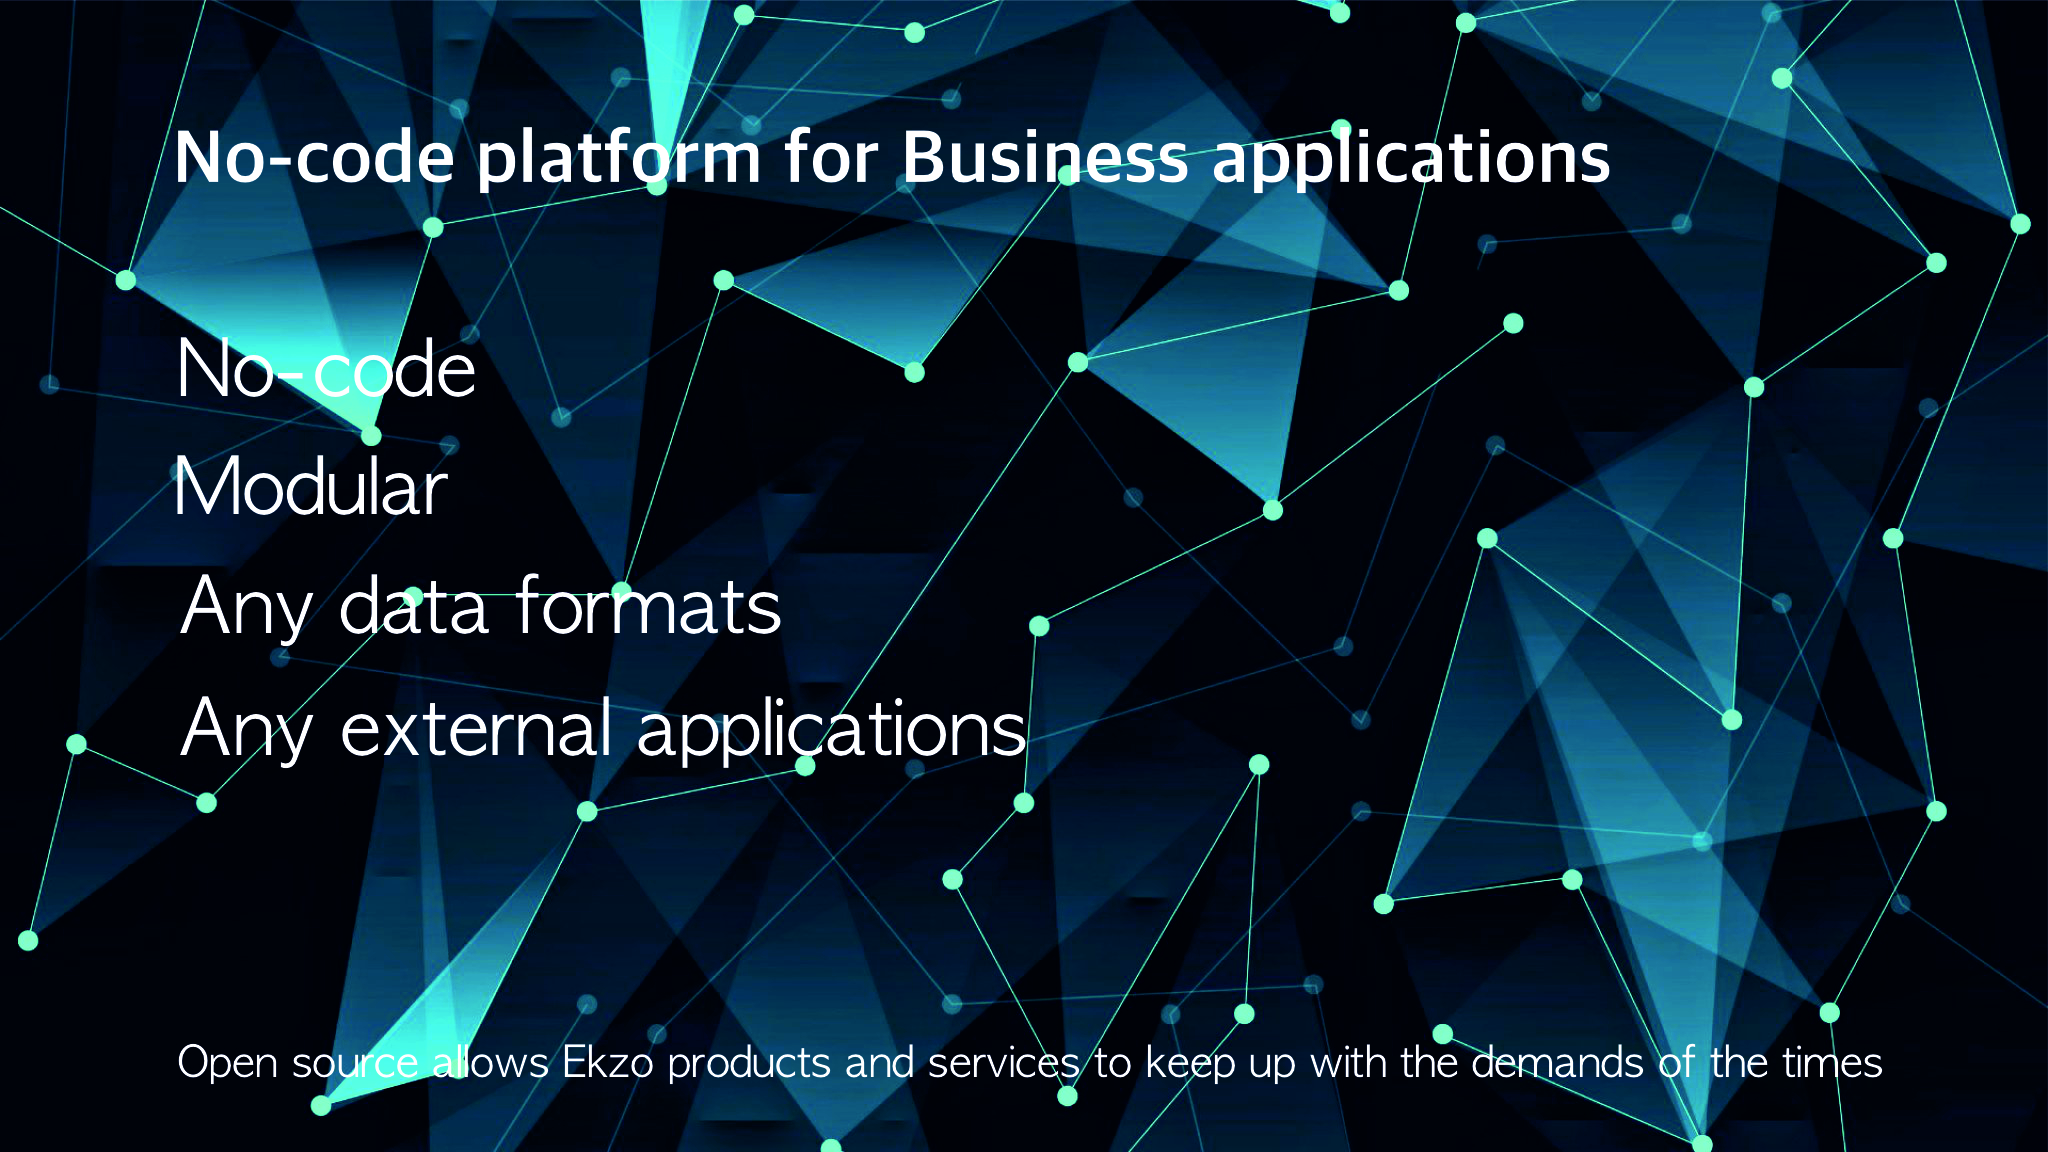 No-code platform for Business applications
No-code
Modular
Any data formats
Any external applications
Open source allows Ekzo products and services to keep up with the demands of the times